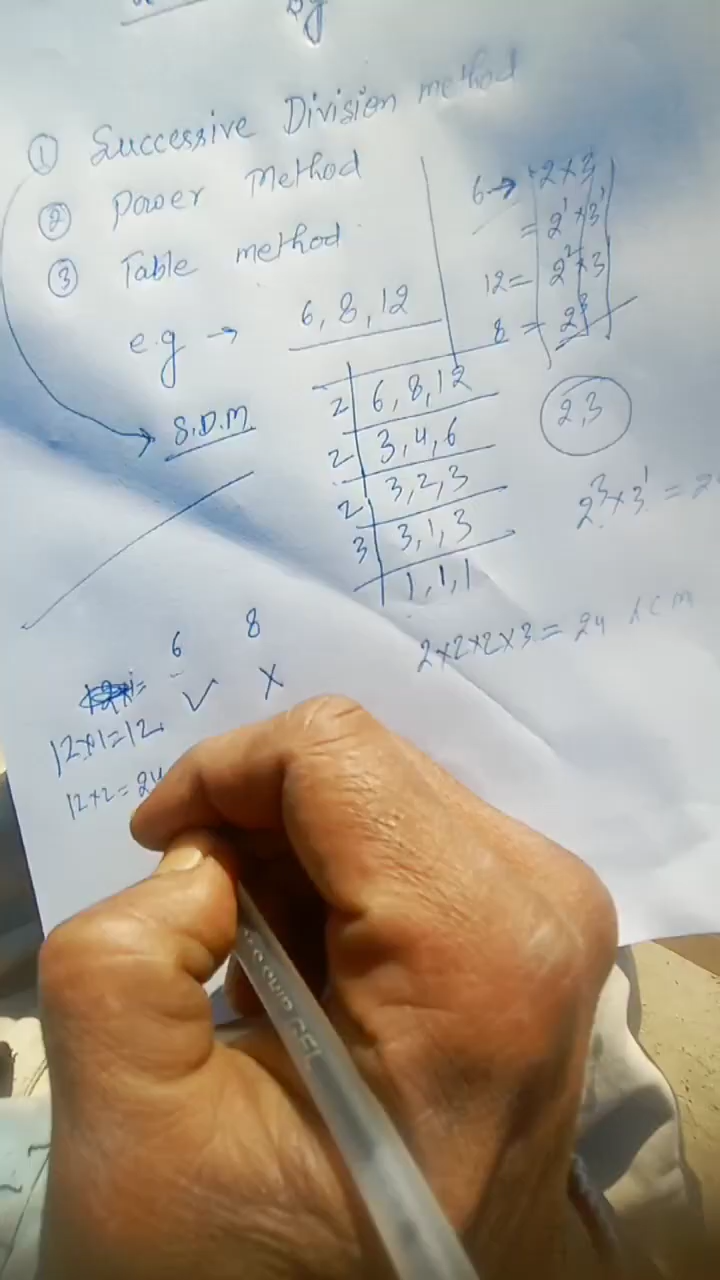 ① Successive Division method
② Power Method
③ Table method
e.g → 6, 8, 12
6 → 2×3
= 2¹×3¹
12 = 2²×3
8 = 2³
S.D.M.
2 | 6, 8, 12
2 | 3, 4, 6
2 | 3, 2, 3
3 | 3, 1, 3
1, 1, 1
2,3
2³×3¹ =
2×2×2×3 = 24 LCM
6 8
12×1=12 ✓ ✗
12×2=24